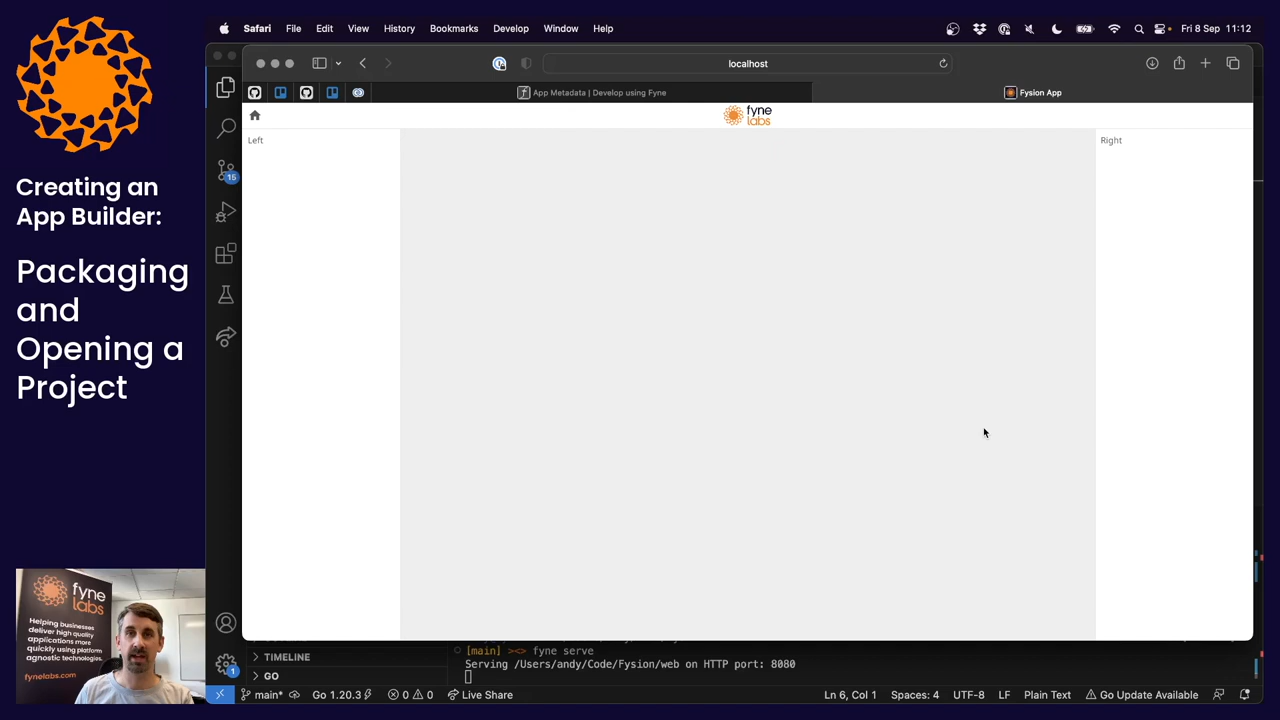 Safari File Edit View History Bookmarks Develop Window Help Fri 8 Sep 11:12
localhost
App Metadata | Develop using Fyne
Fysion App
fyne labs
Left
Right
15
Creating an
App Builder:
Packaging
and
Opening a
Project
fyne
labs
Helping businesses
deliver high quality
applications more
quickly using platform
agnostic technologies.
fynelabs.com
[main] ><> fyne serve
TIMELINE
Serving /Users/andy/Code/Fysion/web on HTTP port: 8080
GO
1
main* Go 1.20.3 0 0 Live Share Ln 6, Col 1 Spaces: 4 UTF-8 LF Plain Text Go Update Available